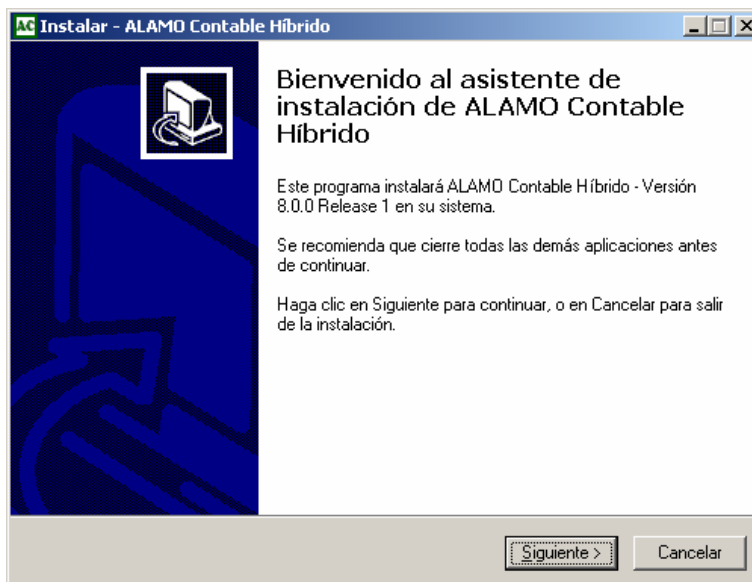 AC Instalar - ALAMO Contable Híbrido
Bienvenido al asistente de
instalación de ALAMO Contable
Híbrido
Este programa instalará ALAMO Contable Híbrido - Versión
8.0.0 Release 1 en su sistema.
Se recomienda que cierre todas las demás aplicaciones antes
de continuar.
Haga clic en Siguiente para continuar, o en Cancelar para salir
de la instalación.
Siguiente > Cancelar